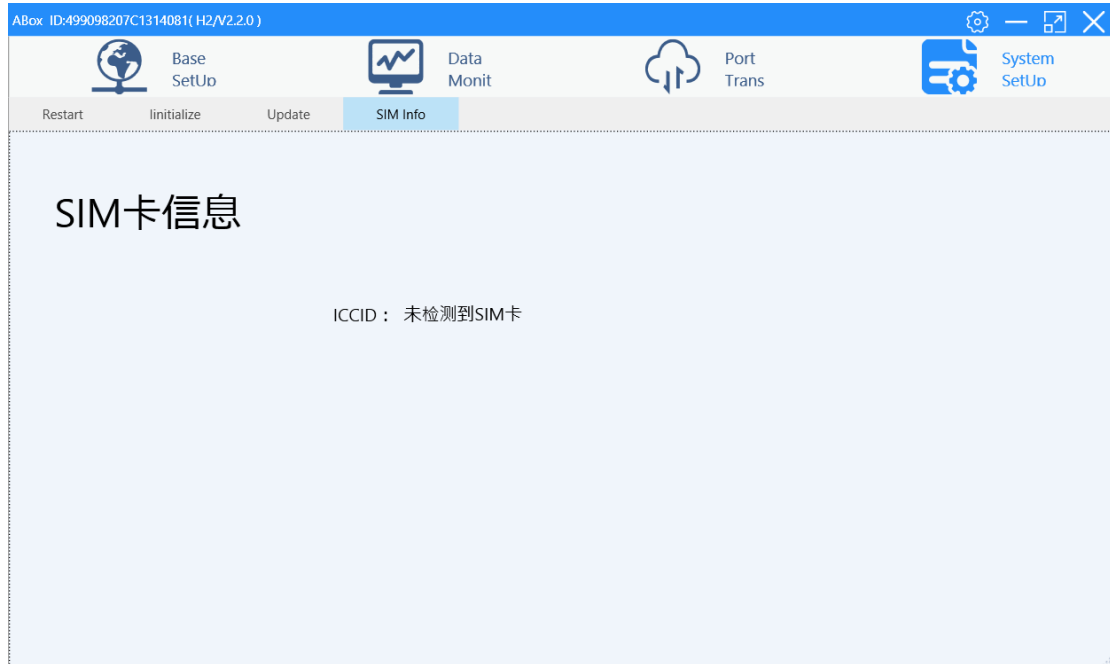 ABox ID:499098207C1314081( H2/V2.2.0 )
Base
SetUp
Data
Monit
Port
Trans
System
SetUp
Restart Iinitialize Update SIM Info
SIM卡信息
ICCID： 未检测到SIM卡